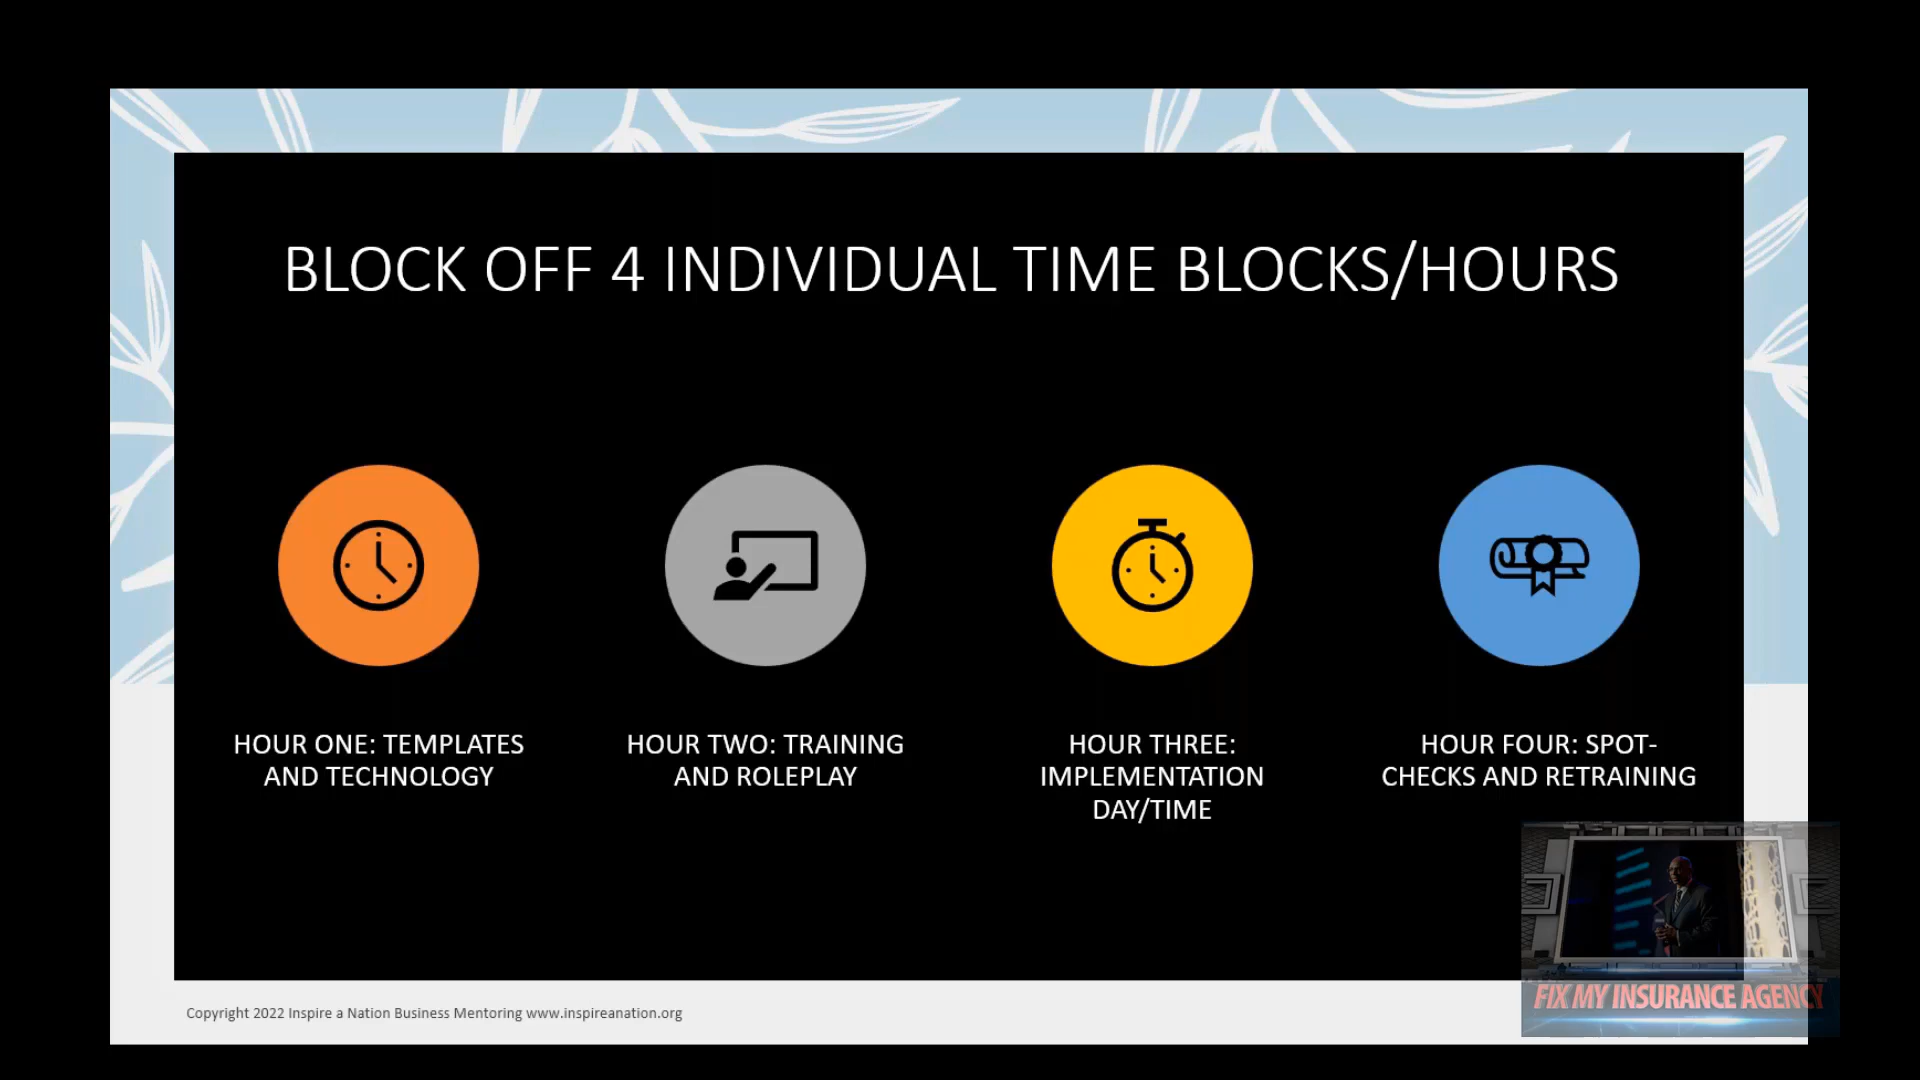 BLOCK OFF 4 INDIVIDUAL TIME BLOCKS/HOURS
HOUR ONE: TEMPLATES
AND TECHNOLOGY
HOUR TWO: TRAINING
AND ROLEPLAY
HOUR THREE:
IMPLEMENTATION
DAY/TIME
HOUR FOUR: SPOT-
CHECKS AND RETRAINING
FIX MY INSURANCE AGENCY
Copyright 2022 Inspire a Nation Business Mentoring www.inspireanation.org